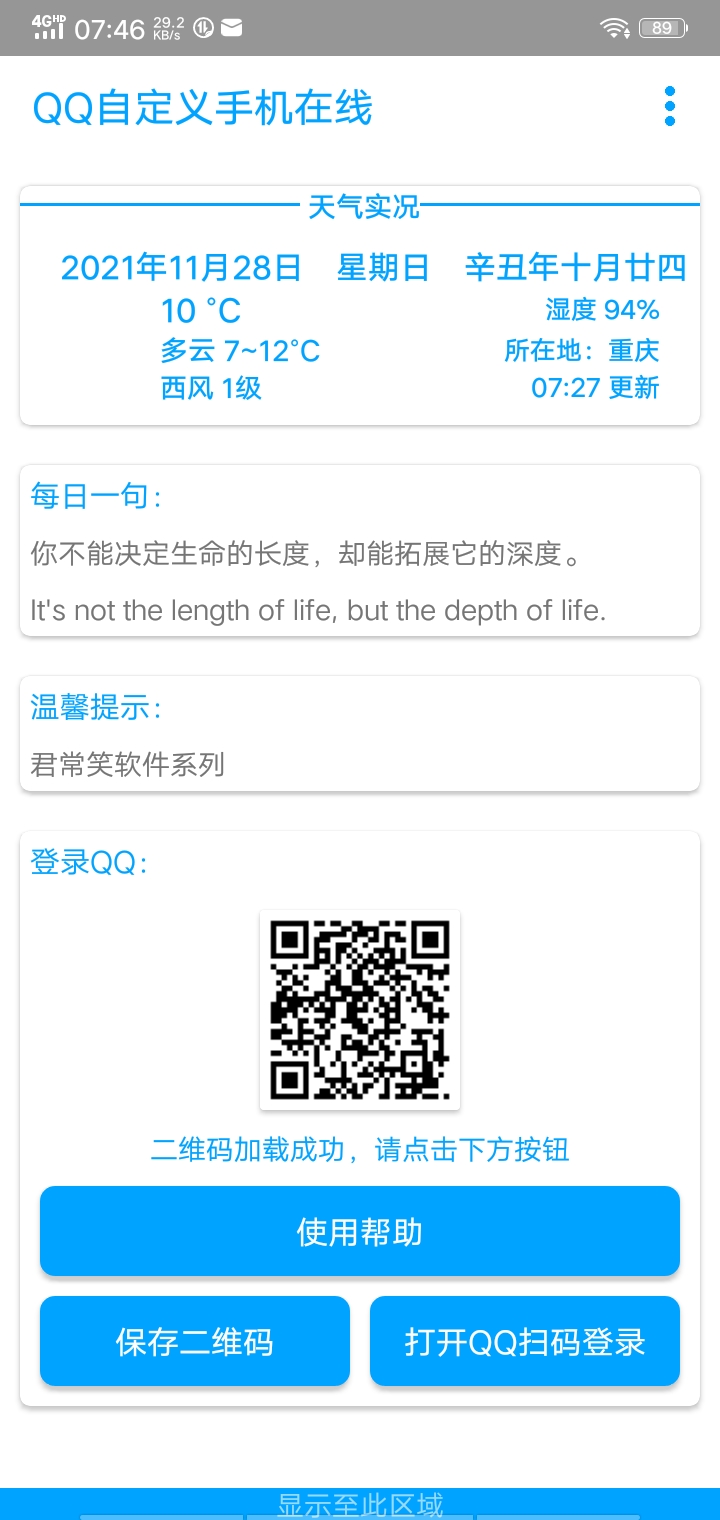 4G HD 07:46 29.2 KB/s 89
QQ自定义手机在线
天气实况
2021年11月28日 星期日 辛丑年十月廿四
10 °C 湿度 94%
多云 7~12°C 所在地：重庆
西风 1级 07:27 更新
每日一句：
你不能决定生命的长度，却能拓展它的深度。
It's not the length of life, but the depth of life.
温馨提示：
君常笑软件系列
登录QQ：
二维码加载成功，请点击下方按钮
使用帮助
保存二维码 打开QQ扫码登录
显示至此区域